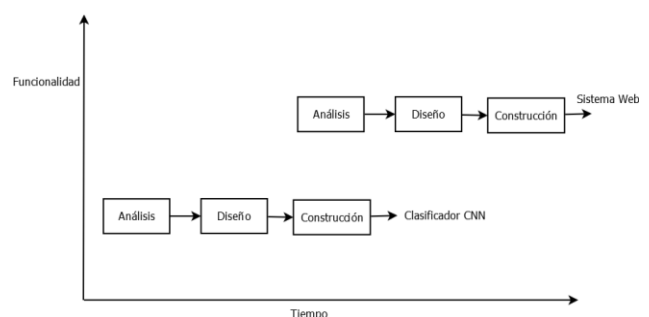 Funcionalidad
Análisis
Diseño
Construcción
Sistema Web
Análisis
Diseño
Construcción
Clasificador CNN
Tiempo